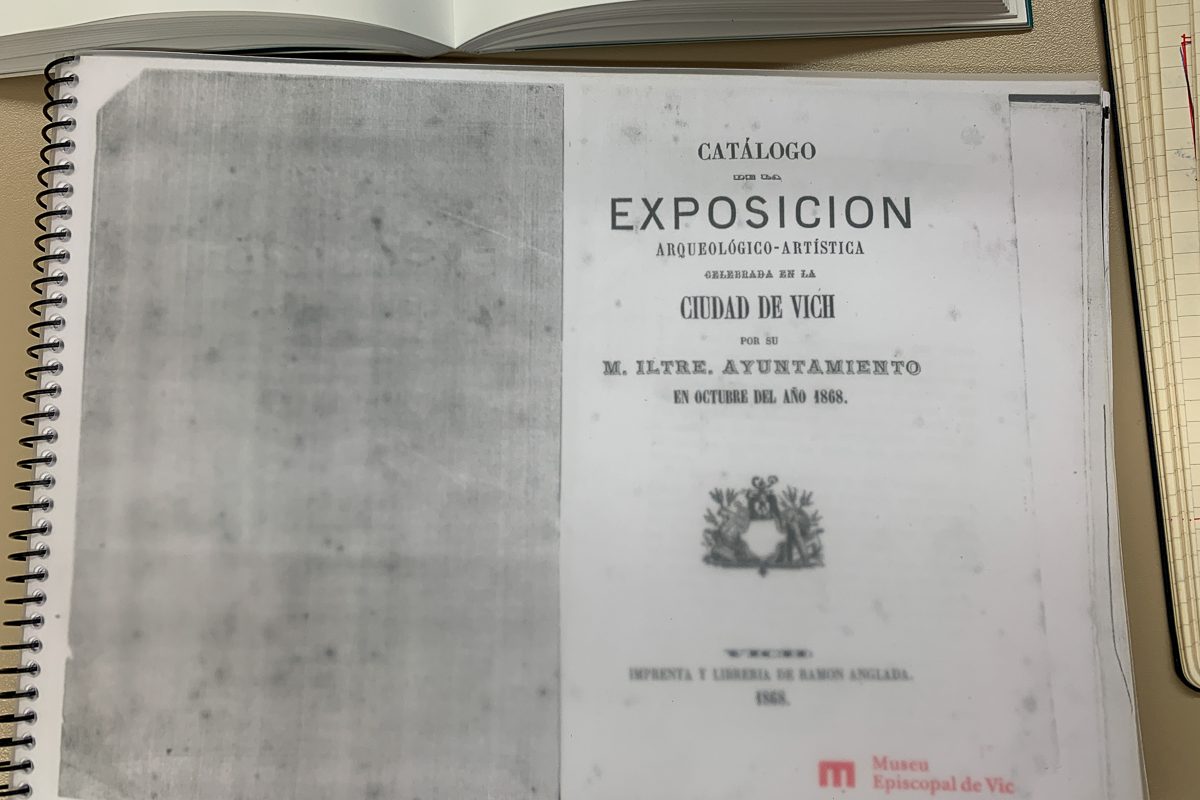 CATÁLOGO
DE LA
EXPOSICION
ARQUEOLÓGICO-ARTÍSTICA
CELEBRADA EN LA
CIUDAD DE VICH
POR SU
M. ILTRE. AYUNTAMIENTO
EN OCTUBRE DEL AÑO 1868.
VICH:
IMPRENTA Y LIBRERIA DE RAMON ANGLADA.
1868.
Museu
Episcopal de Vic